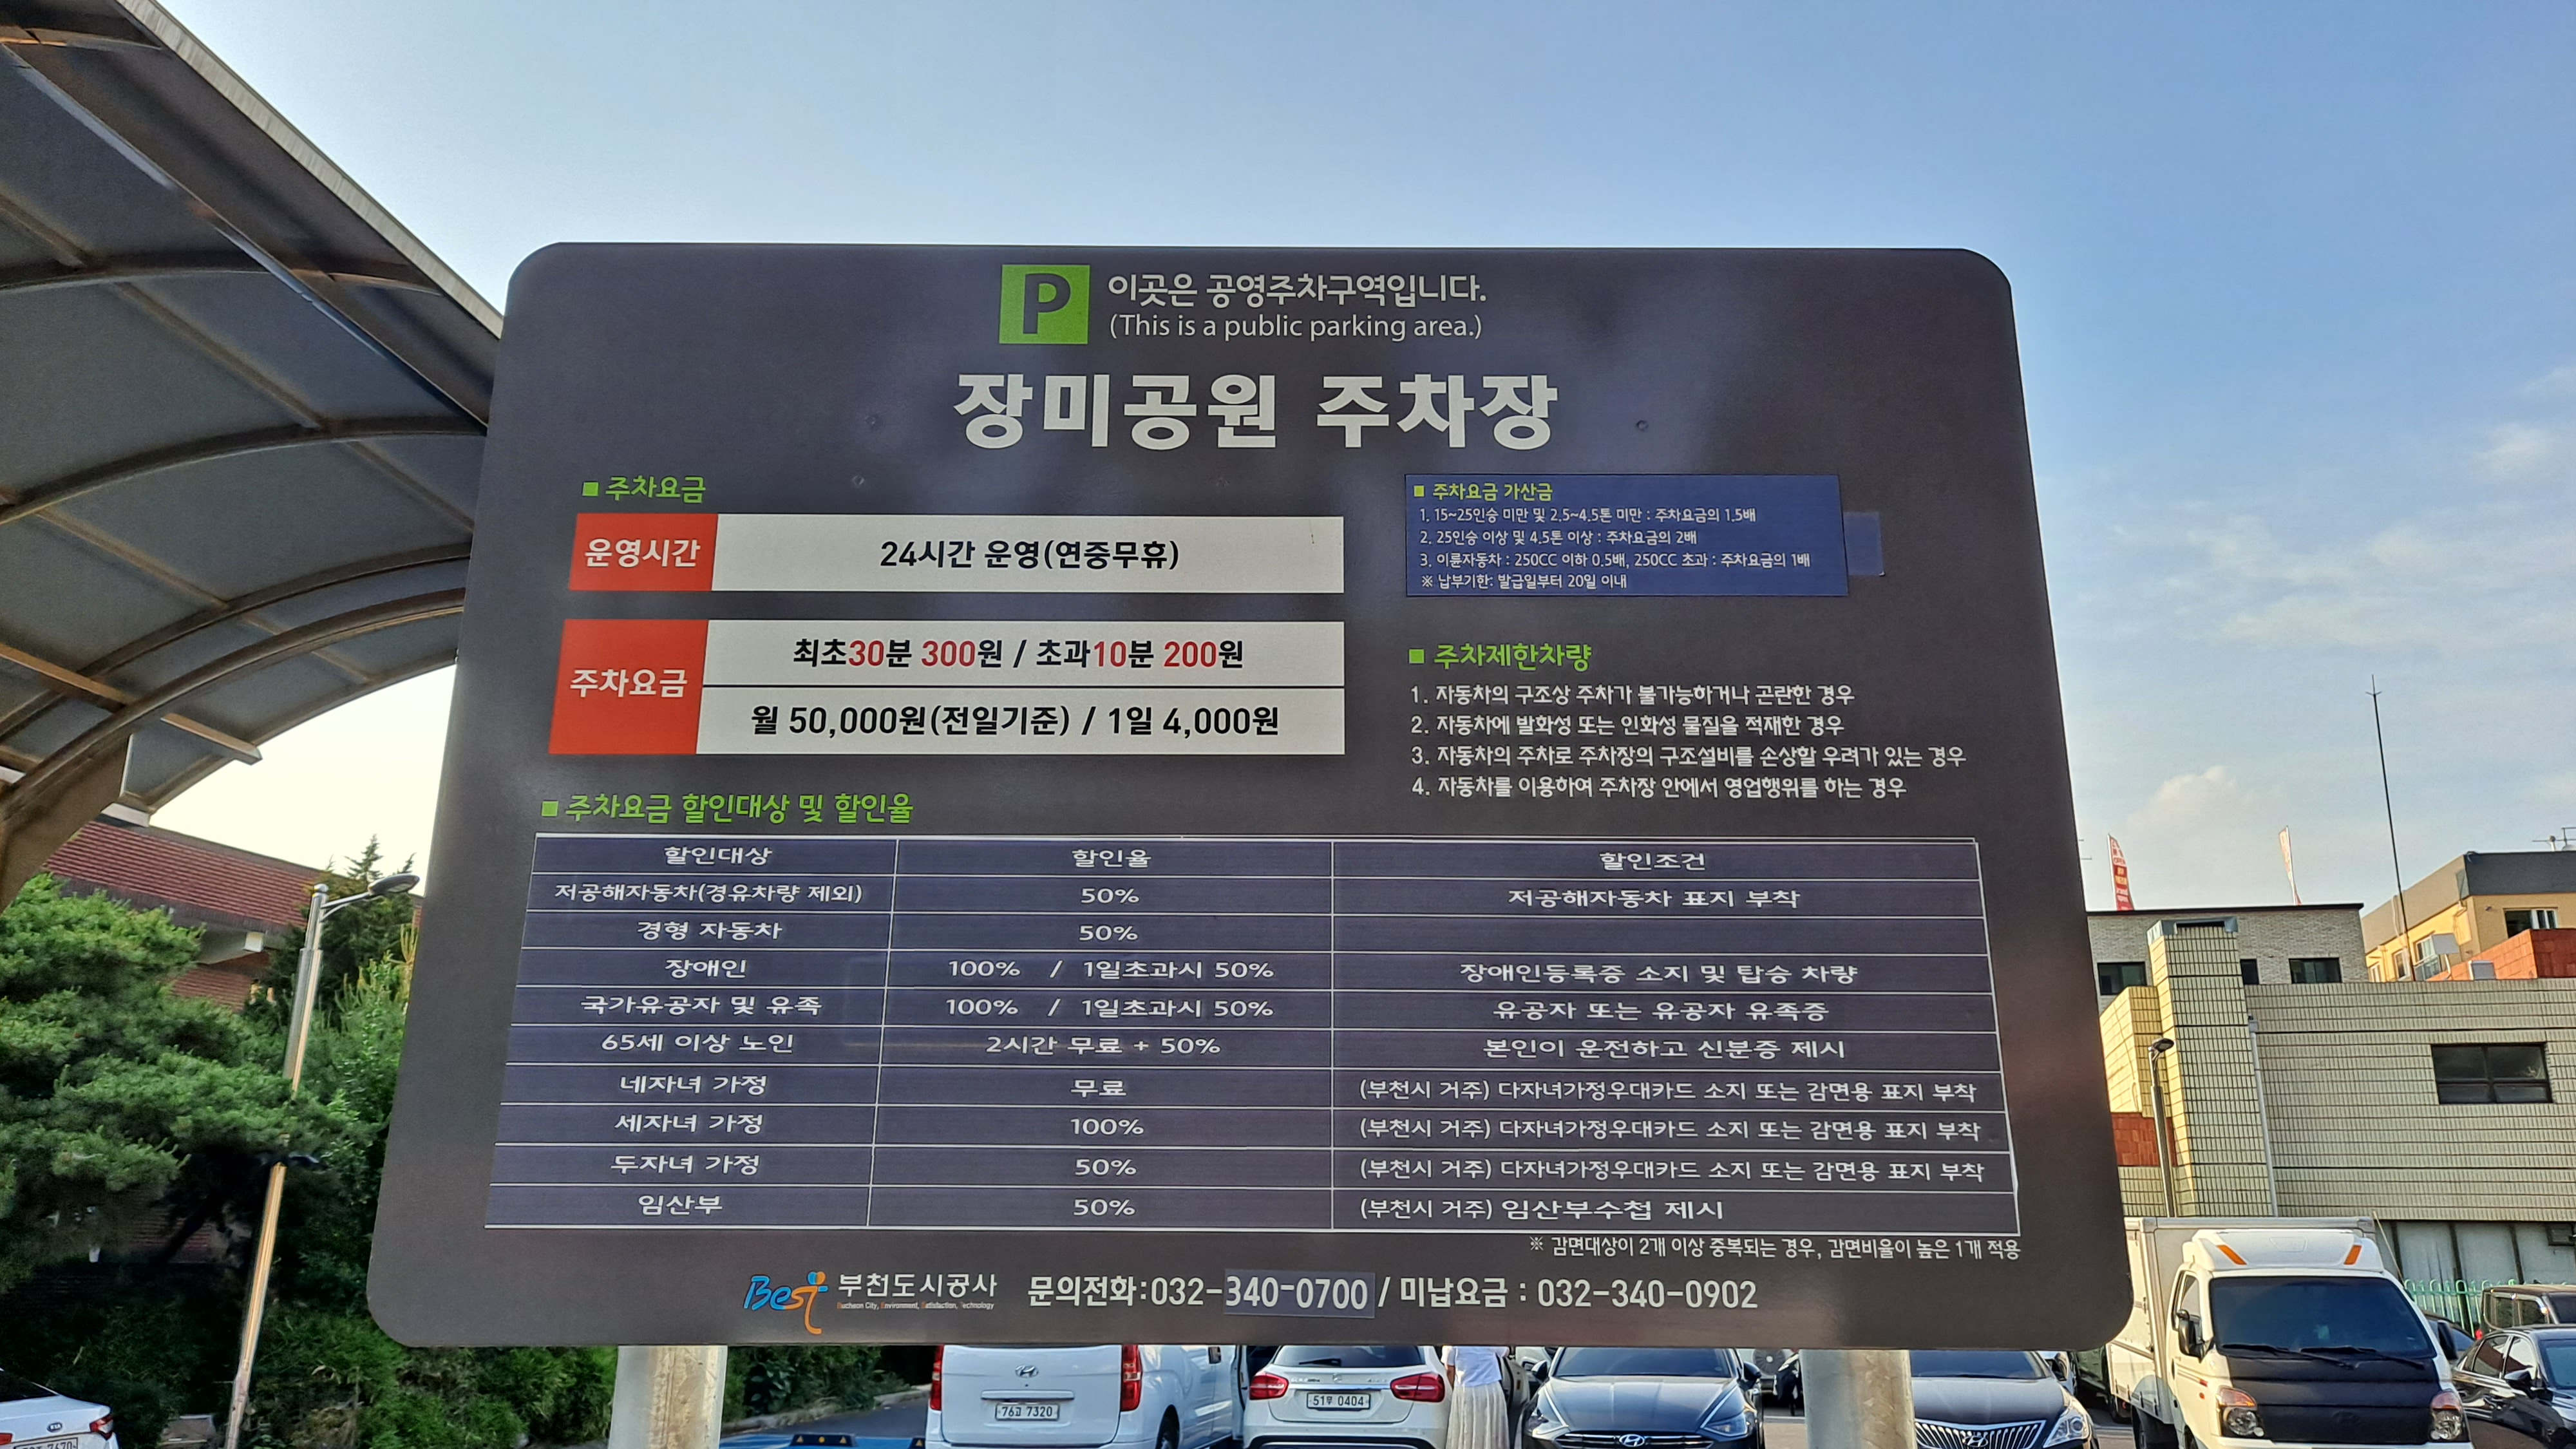 P
이곳은 공영주차구역입니다.
(This is a public parking area.)
장미공원 주차장
■ 주차요금
운영시간 24시간 운영(연중무휴)
주차요금 최초30분 300원 / 초과10분 200원
월 50,000원(전일기준) / 1일 4,000원
■ 주차요금 가산금
1. 15~25인승 미만 및 2.5~4.5톤 미만 : 주차요금의 1.5배
2. 25인승 이상 및 4.5톤 이상 : 주차요금의 2배
3. 이륜자동차 : 250CC 이하 0.5배, 250CC 초과 : 주차요금의 1배
※ 납부기한: 발급일부터 20일 이내
■ 주차제한차량
1. 자동차의 구조상 주차가 불가능하거나 곤란한 경우
2. 자동차에 발화성 또는 인화성 물질을 적재한 경우
3. 자동차의 주차로 주차장의 구조설비를 손상할 우려가 있는 경우
4. 자동차를 이용하여 주차장 안에서 영업행위를 하는 경우
■ 주차요금 할인대상 및 할인율
할인대상 할인율 할인조건
저공해자동차(경유차량 제외) 50% 저공해자동차 표지 부착
경형 자동차 50%
장애인 100% / 1일초과시 50% 장애인등록증 소지 및 탑승 차량
국가유공자 및 유족 100% / 1일초과시 50% 유공자 또는 유공자 유족증
65세 이상 노인 2시간 무료 + 50% 본인이 운전하고 신분증 제시
네자녀 가정 무료 (부천시 거주) 다자녀가정우대카드 소지 또는 감면용 표지 부착
세자녀 가정 100% (부천시 거주) 다자녀가정우대카드 소지 또는 감면용 표지 부착
두자녀 가정 50% (부천시 거주) 다자녀가정우대카드 소지 또는 감면용 표지 부착
임산부 50% (부천시 거주) 임산부수첩 제시
※ 감면대상이 2개 이상 중복되는 경우, 감면비율이 높은 1개 적용
Best 부천도시공사 문의전화:032-340-0700 / 미납요금 : 032-340-0902
Bucheon City, Environment, Satisfaction, Technology
76고 7320
0404